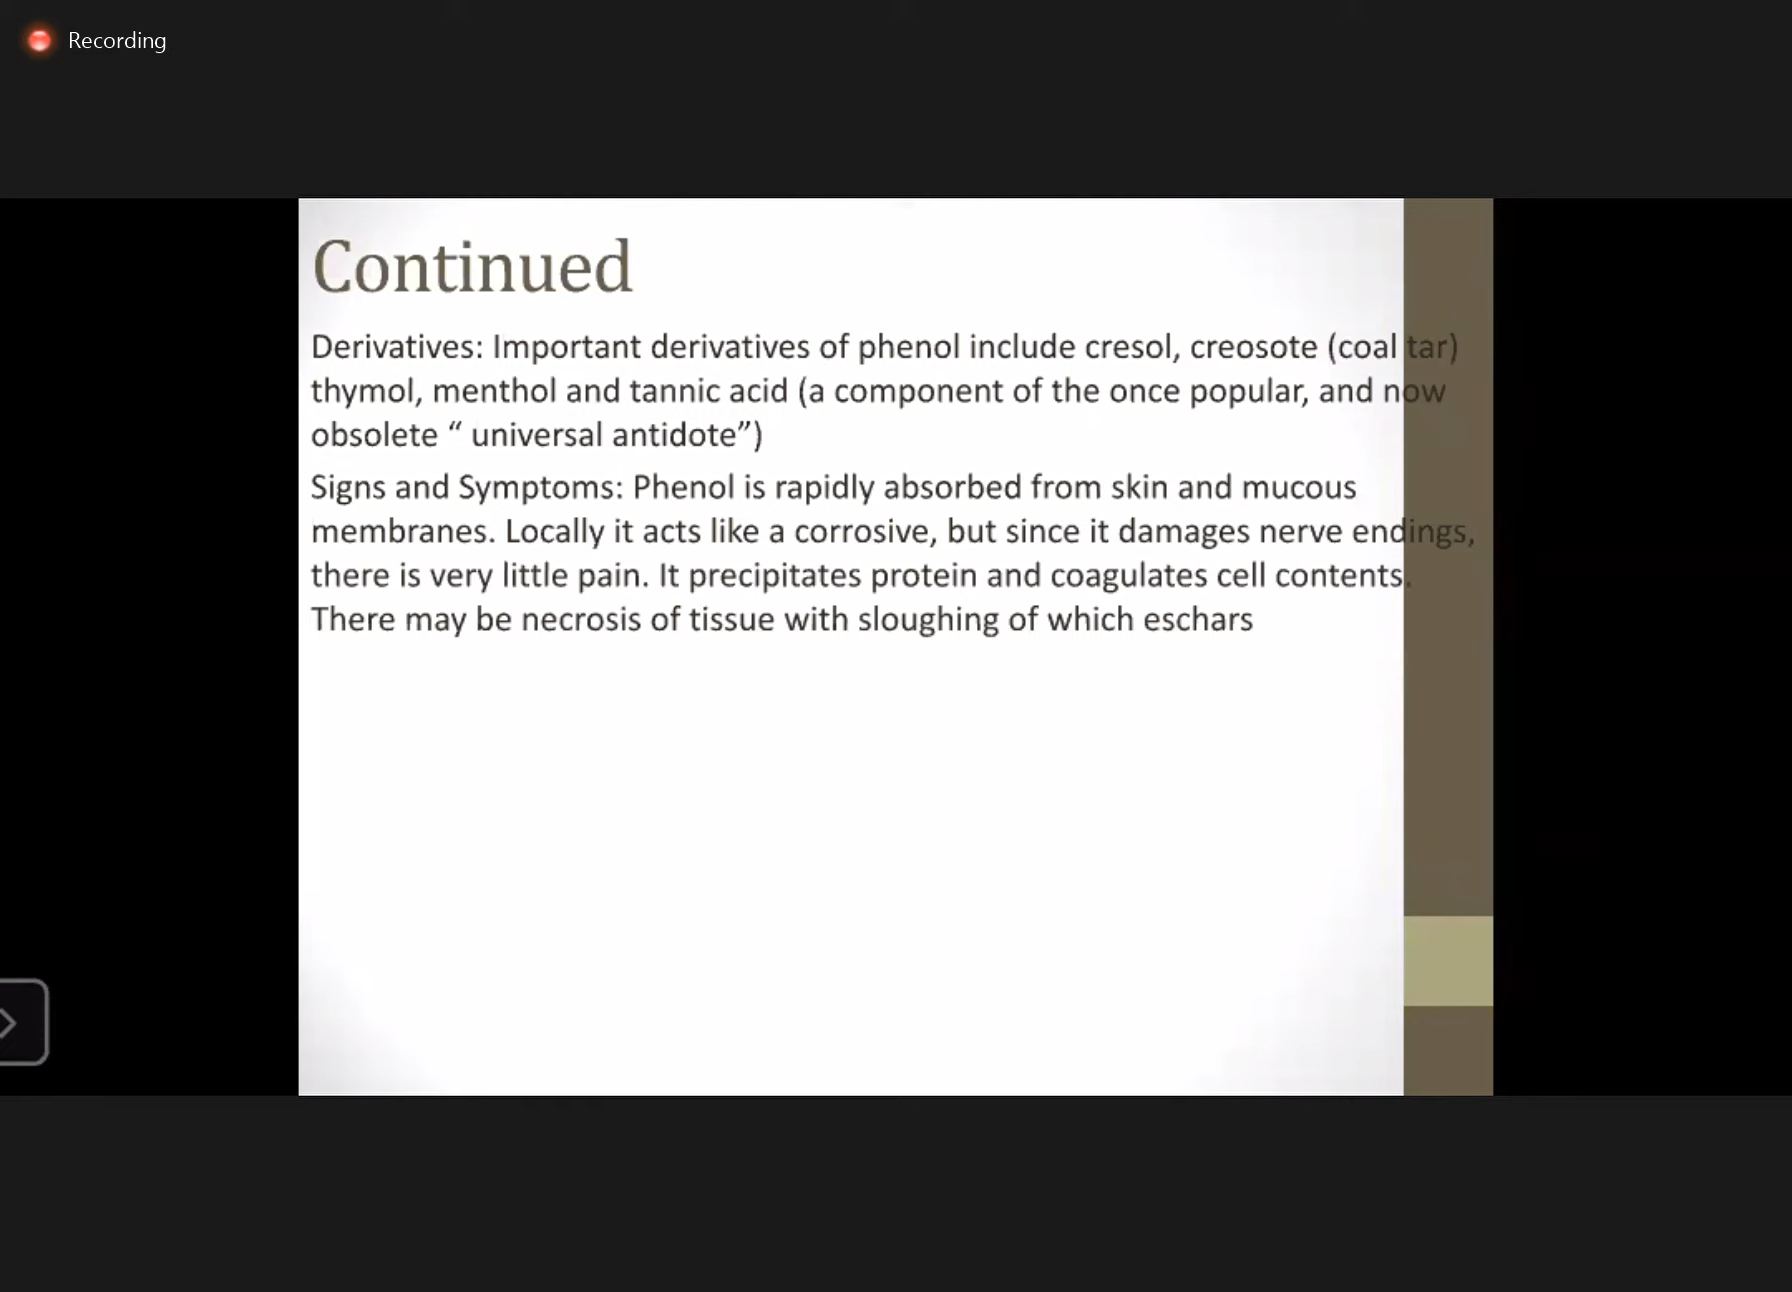 Recording
Continued
Derivatives: Important derivatives of phenol include cresol, creosote (coal tar)
thymol, menthol and tannic acid (a component of the once popular, and now
obsolete “ universal antidote”)
Signs and Symptoms: Phenol is rapidly absorbed from skin and mucous
membranes. Locally it acts like a corrosive, but since it damages nerve endings,
there is very little pain. It precipitates protein and coagulates cell contents.
There may be necrosis of tissue with sloughing of which eschars